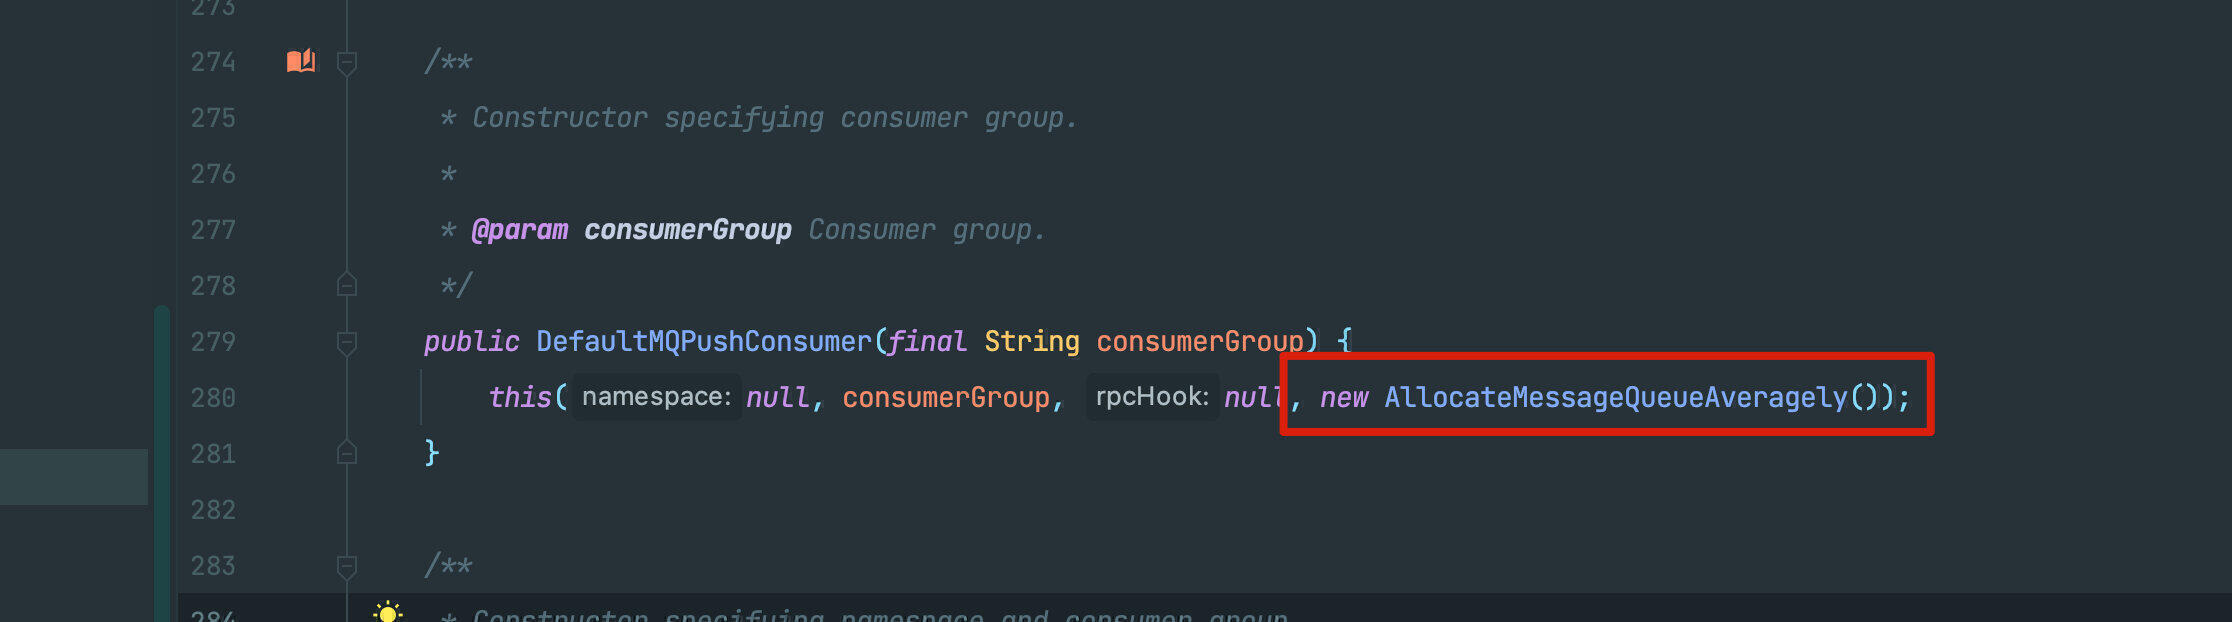 273
274 /**
275 * Constructor specifying consumer group.
276 *
277 * @param consumerGroup Consumer group.
278 */
279 public DefaultMQPushConsumer(final String consumerGroup) {
280 this( namespace: null, consumerGroup, rpcHook: null, new AllocateMessageQueueAveragely());
281 }
282
283 /**
284 * Constructor specifying namespace and consumer group